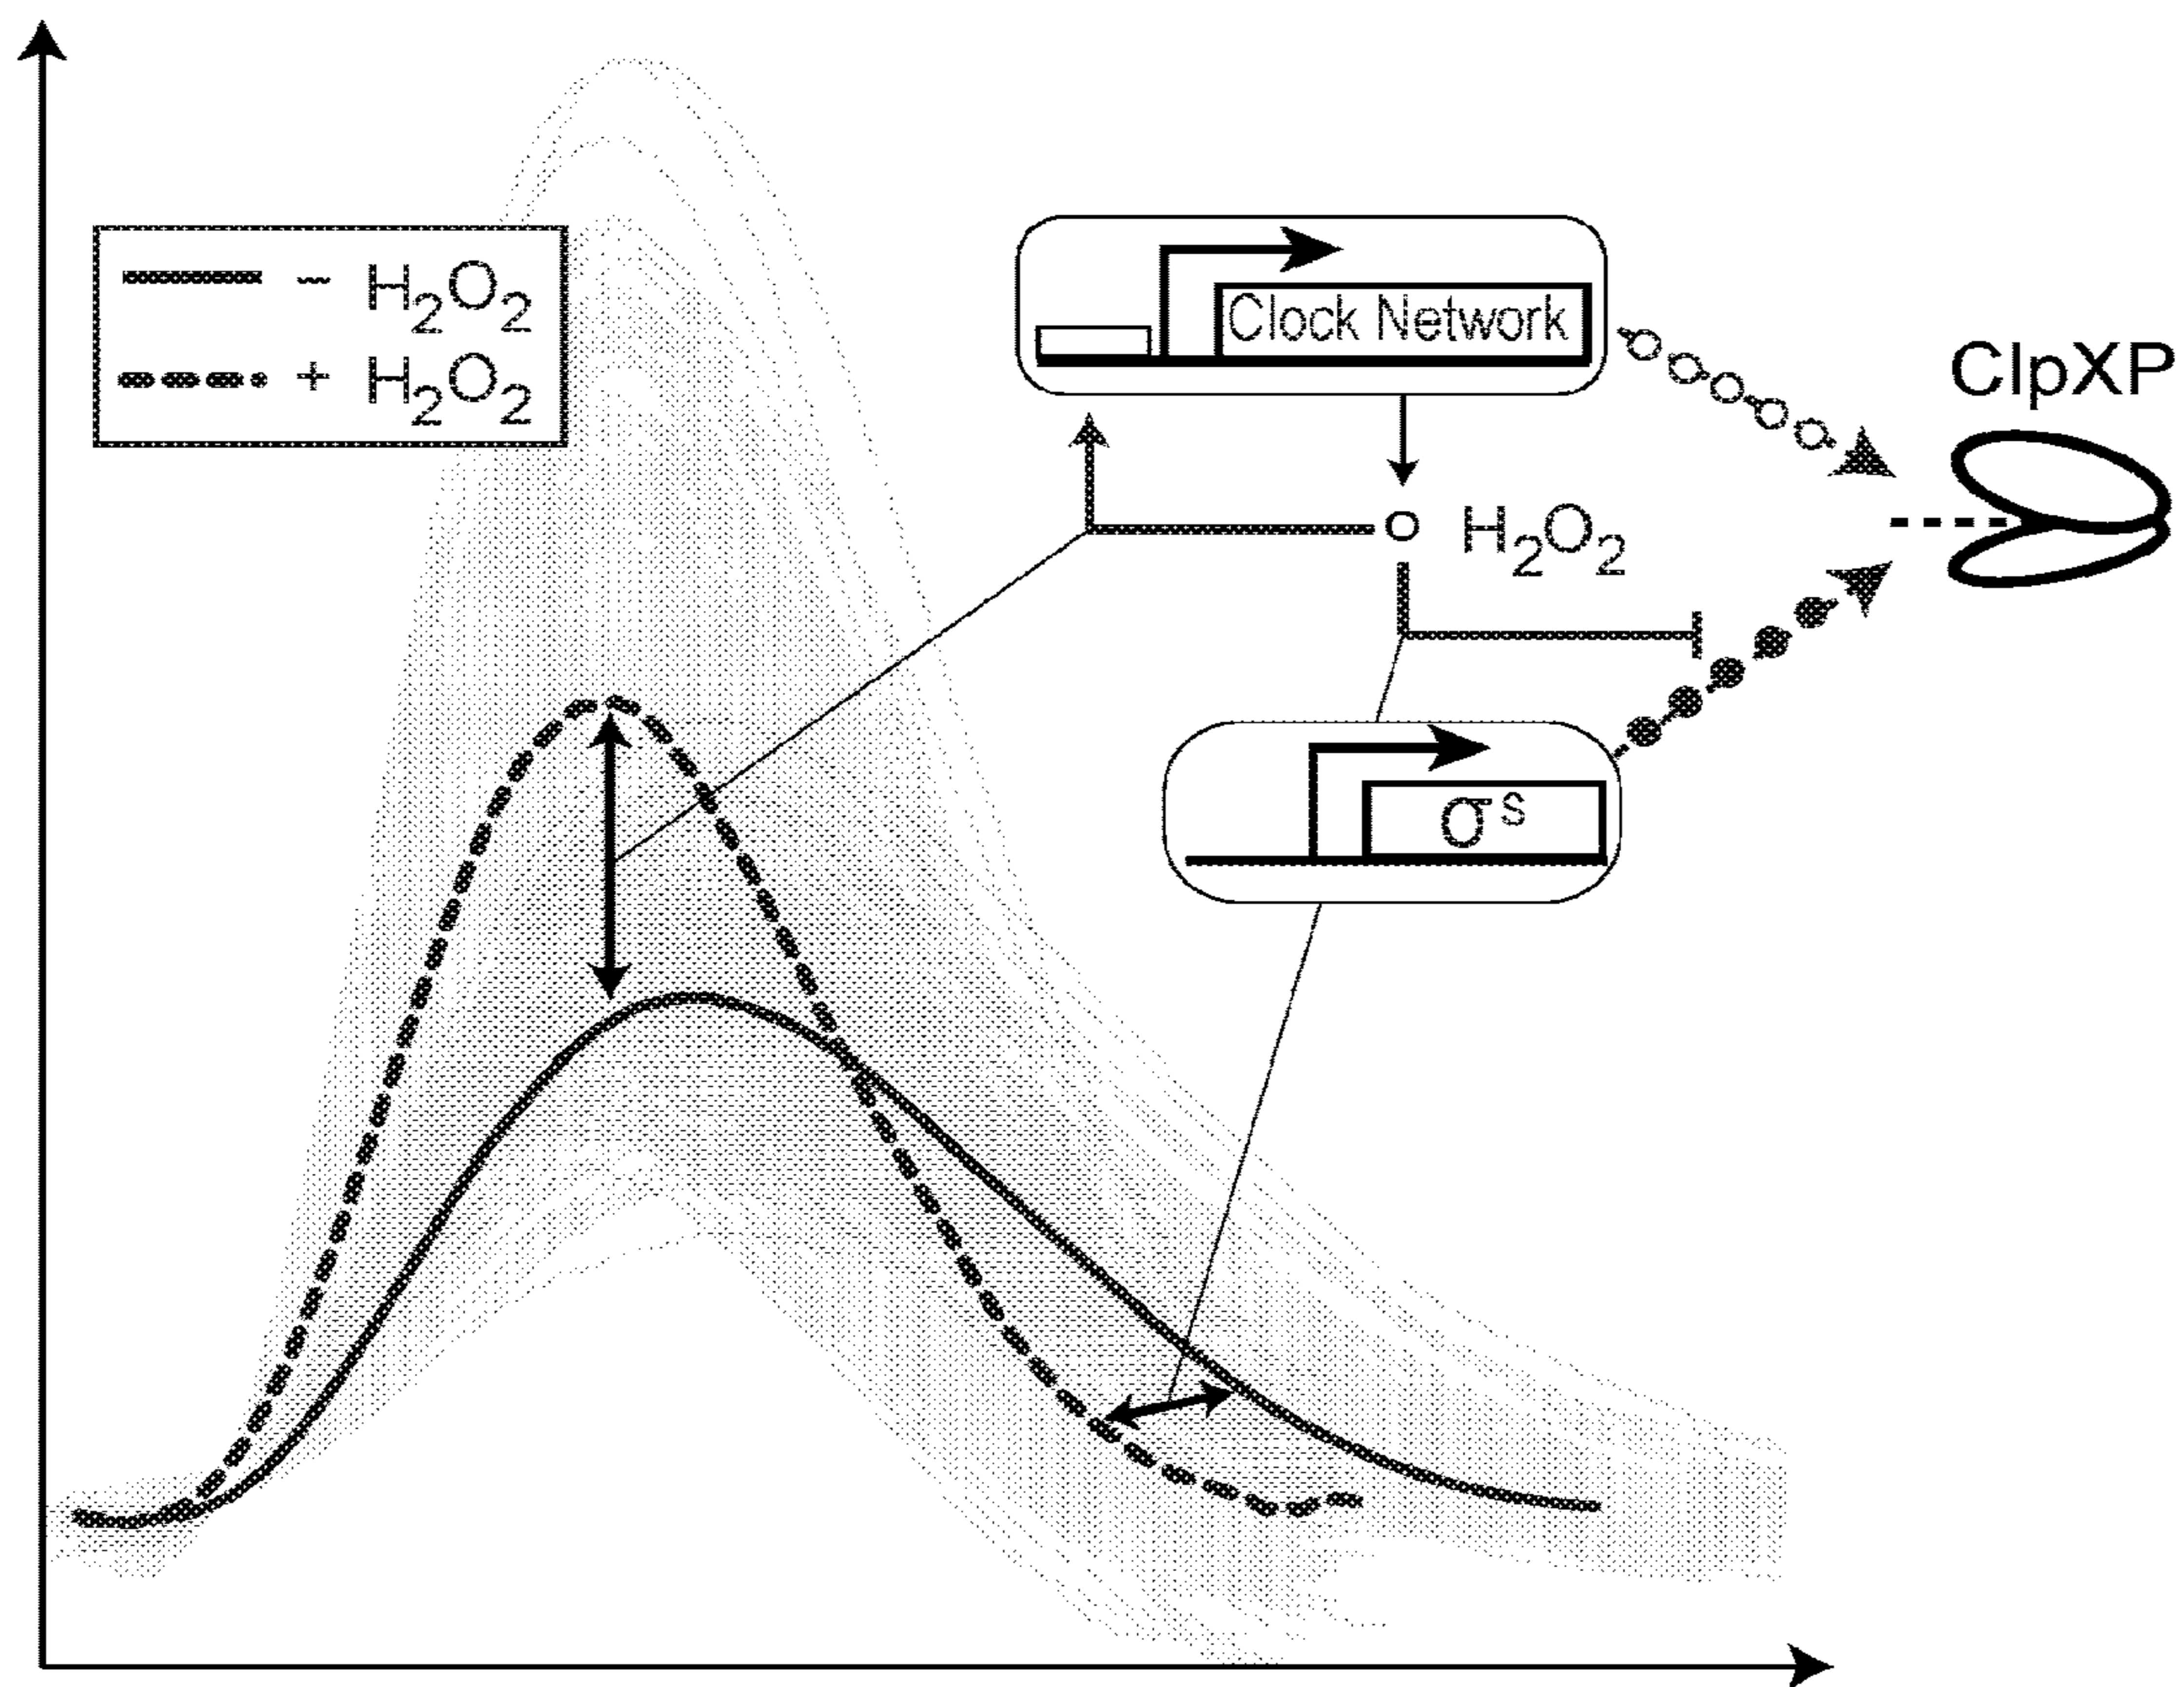 - H₂O₂
+ H₂O₂
Clock Network
ClpXP
H₂O₂
σˢ